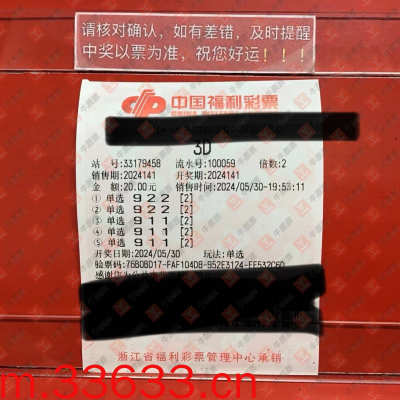 请核对确认，如有差错，及时提醒
中奖以票为准，祝您好运！！！
中国福利彩票
3D
站 号:33179458 流水号:100059 倍数:2
销售期:2024141 开奖期:2024141
金 额:20.00元 销售时间:2024/05/30-19:53:11
① 单选 9 2 2 [2]
② 单选 9 2 2 [2]
③ 单选 9 1 1 [2]
④ 单选 9 1 1 [2]
⑤ 单选 9 1 1 [2]
开奖日期:2024/05/30 玩法:单选
浙江省福利彩票管理中心承销
m.33633.cn